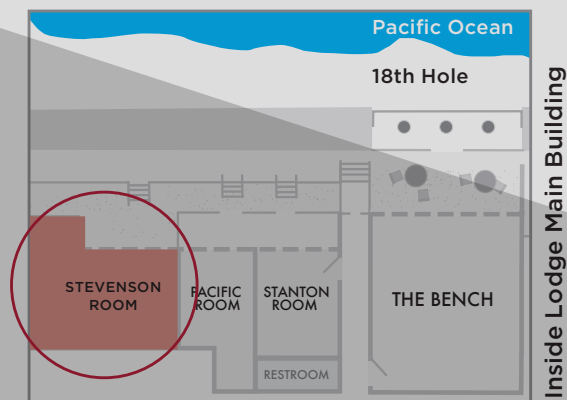 Pacific Ocean
18th Hole
Inside Lodge Main Building
STEVENSON
ROOM
PACIFIC
ROOM
STANTON
ROOM
THE BENCH
RESTROOM